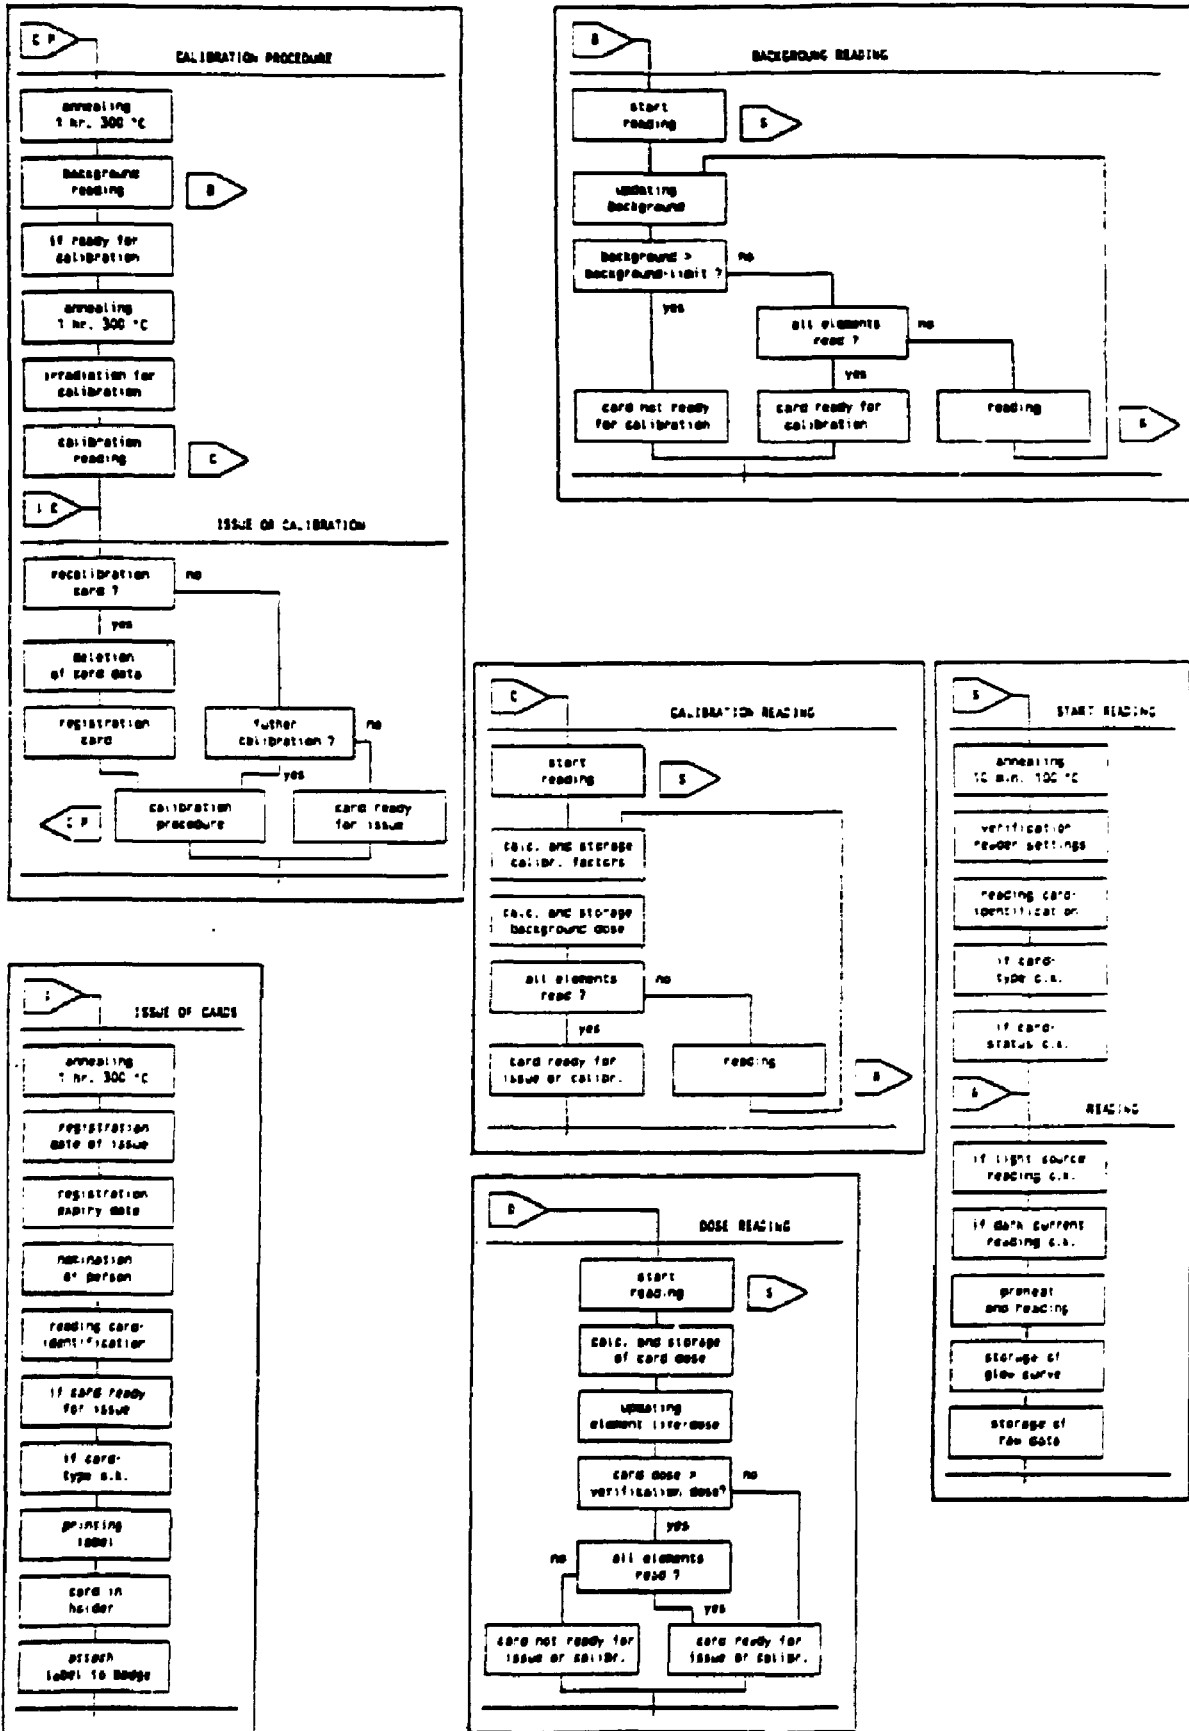 C P
CALIBRATION PROCEDURE
annealing
1 hr. 300 °C
background
reading
B
if ready for
calibration
annealing
1 hr. 300 °C
irradiation for
calibration
calibration
reading
C
I C
ISSUE OR CALIBRATION
recalibration
card ?
no
yes
deletion
of card data
registration
card
futher
calibration ?
no
yes
C P
calibration
procedure
card ready
for issue
B
BACKGROUNG READING
start
reading
S
updating
background
background >
background-limit ?
no
yes
all elements
read ?
no
yes
card not ready
for calibration
card ready for
calibration
reading
C
CALIBRATION READING
start
reading
S
calc. and storage
calibr. factors
calc. and storage
background dose
all elements
read ?
no
yes
card ready for
issue or calibr.
reading
S
START READING
annealing
10 min. 100 °C
verification
reader settings
reading card-
identification
if card-
type o.k.
if card-
status o.k.
READING
if light source
reading o.k.
if dark current
reading o.k.
preheat
and reading
storage of
glow curve
storage of
raw data
I
ISSUE OF CARDS
annealing
1 hr. 300 °C
registration
date of issue
registration
expiry date
nomination
of person
reading card-
identification
if card ready
for issue
if card-
type o.k.
printing
label
card in
holder
attach
label to badge
D
DOSE READING
start
reading
S
calc. and storage
of card dose
updating
element life-dose
card dose >
verification dose?
no
yes
no
all elements
read ?
yes
card not ready for
issue or calibr.
card ready for
issue or calibr.